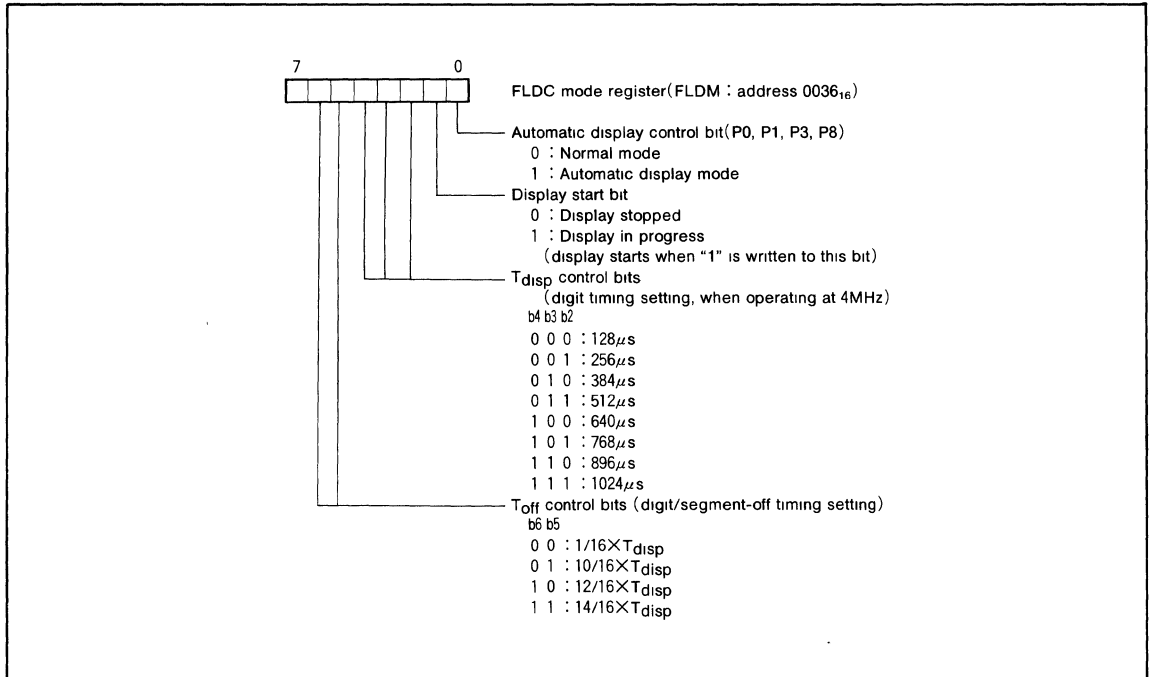 7 0
FLDC mode register(FLDM : address 0036₁₆)
Automatic display control bit(P0, P1, P3, P8)
0 : Normal mode
1 : Automatic display mode
Display start bit
0 : Display stopped
1 : Display in progress
(display starts when “1” is written to this bit)
Tdisp control bits
(digit timing setting, when operating at 4MHz)
b4 b3 b2
0 0 0 : 128μs
0 0 1 : 256μs
0 1 0 : 384μs
0 1 1 : 512μs
1 0 0 : 640μs
1 0 1 : 768μs
1 1 0 : 896μs
1 1 1 : 1024μs
Toff control bits (digit/segment-off timing setting)
b6 b5
0 0 : 1/16×Tdisp
0 1 : 10/16×Tdisp
1 0 : 12/16×Tdisp
1 1 : 14/16×Tdisp